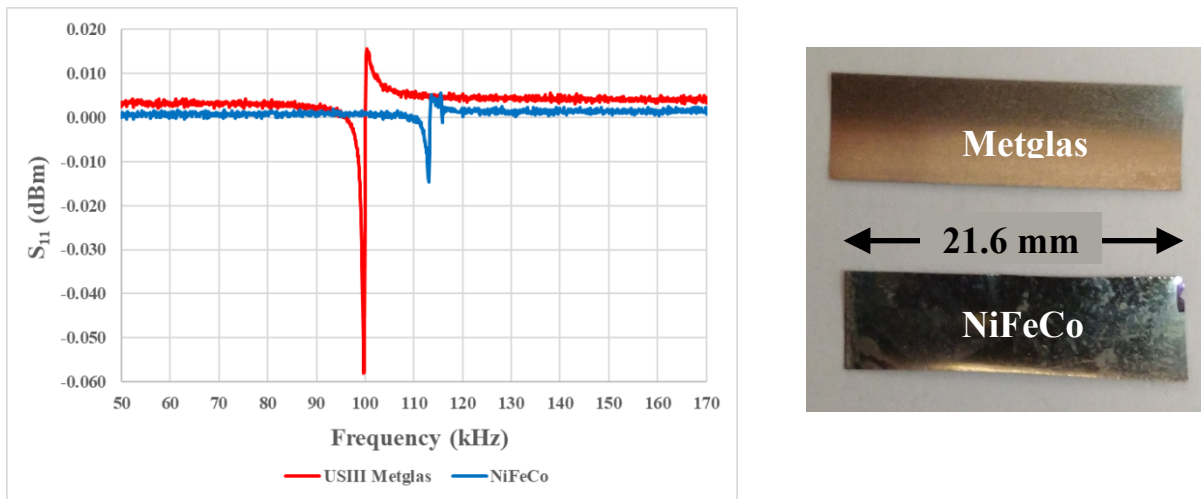 0.020
0.010
0.000
-0.010
-0.020
-0.030
-0.040
-0.050
-0.060
S11 (dBm)
50 60 70 80 90 100 110 120 130 140 150 160 170
Frequency (kHz)
USIII Metglas NiFeCo
Metglas
21.6 mm
NiFeCo